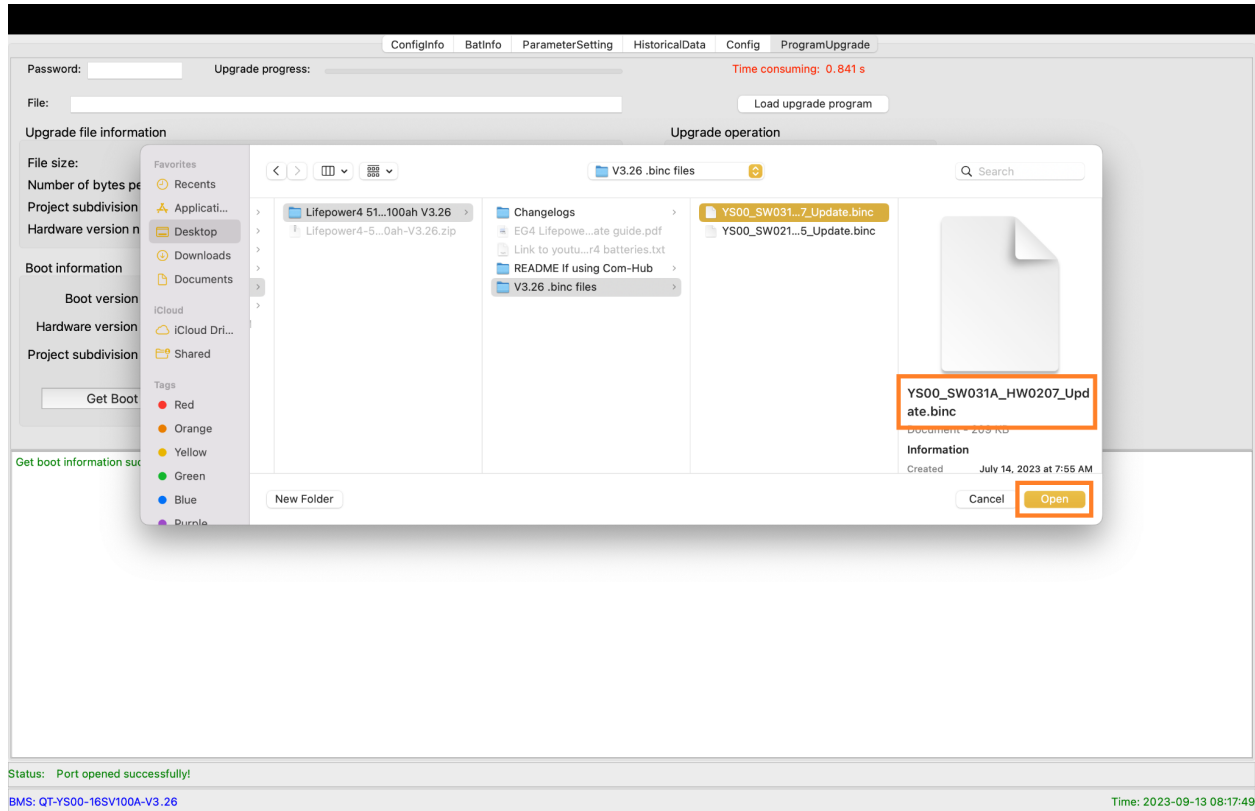 ConfigInfo BatInfo ParameterSetting HistoricalData Config ProgramUpgrade
Password: Upgrade progress: Time consuming: 0.841 s
File: Load upgrade program
Upgrade file information Upgrade operation
File size:
Number of bytes pe
Project subdivision
Hardware version n
Boot information
Boot version
Hardware version
Project subdivision
Get Boot
Favorites
Recents
Applicati...
Desktop
Downloads
Documents
iCloud
iCloud Dri...
Shared
Tags
Red
Orange
Yellow
Green
Blue
Purple
V3.26 .binc files
Search
Lifepower4 51...100ah V3.26
Lifepower4-5...0ah-V3.26.zip
Changelogs
EG4 Lifepowe...ate guide.pdf
Link to youtu...r4 batteries.txt
README If using Com-Hub
V3.26 .binc files
YS00_SW031...7_Update.binc
YS00_SW021...5_Update.binc
YS00_SW031A_HW0207_Upd
ate.binc
Document - 269 KB
Information
Created July 14, 2023 at 7:55 AM
New Folder Cancel Open
Get boot information suc
Status: Port opened successfully!
BMS: QT-YS00-16SV100A-V3.26 Time: 2023-09-13 08:17:49